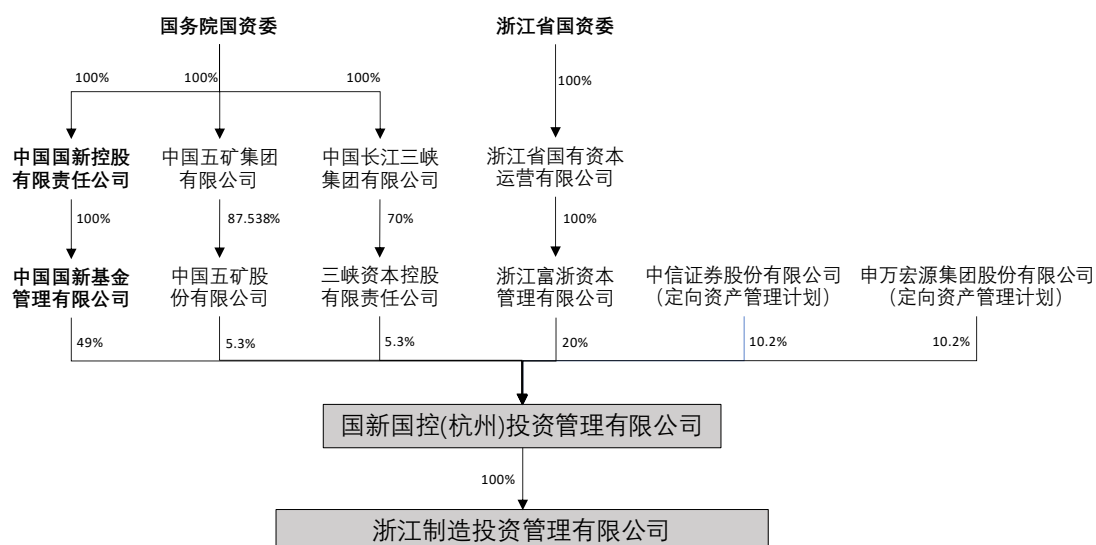 国务院国资委
浙江省国资委
100%
100%
100%
100%
中国国新控股
有限责任公司
中国五矿集团
有限公司
中国长江三峡
集团有限公司
浙江省国有资本
运营有限公司
100%
87.538%
70%
100%
中国国新基金
管理有限公司
中国五矿股
份有限公司
三峡资本控股
有限责任公司
浙江富浙资本
管理有限公司
中信证券股份有限公司
（定向资产管理计划）
申万宏源集团股份有限公司
（定向资产管理计划）
49%
5.3%
5.3%
20%
10.2%
10.2%
国新国控(杭州)投资管理有限公司
100%
浙江制造投资管理有限公司